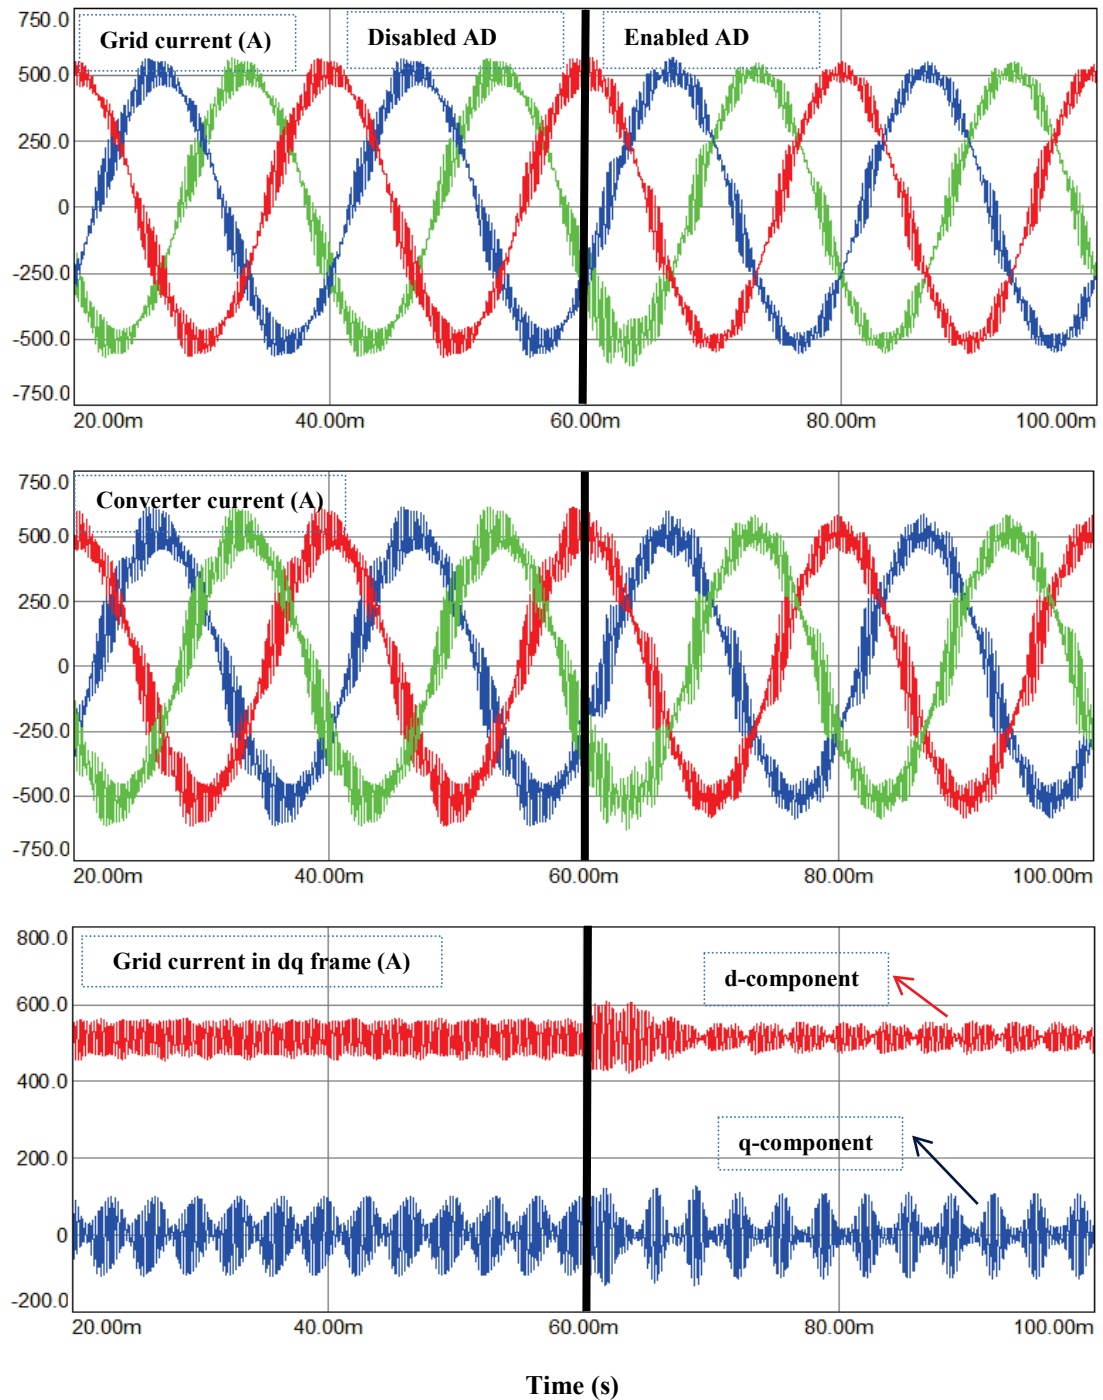 750.0
Grid current (A)
Disabled AD
Enabled AD
500.0
250.0
0
-250.0
-500.0
-750.0
20.00m
40.00m
60.00m
80.00m
100.00m
750.0
Converter current (A)
500.0
250.0
0
-250.0
-500.0
-750.0
20.00m
40.00m
60.00m
80.00m
100.00m
800.0
Grid current in dq frame (A)
d-component
600.0
400.0
200.0
q-component
0
-200.0
20.00m
40.00m
60.00m
80.00m
100.00m
Time (s)